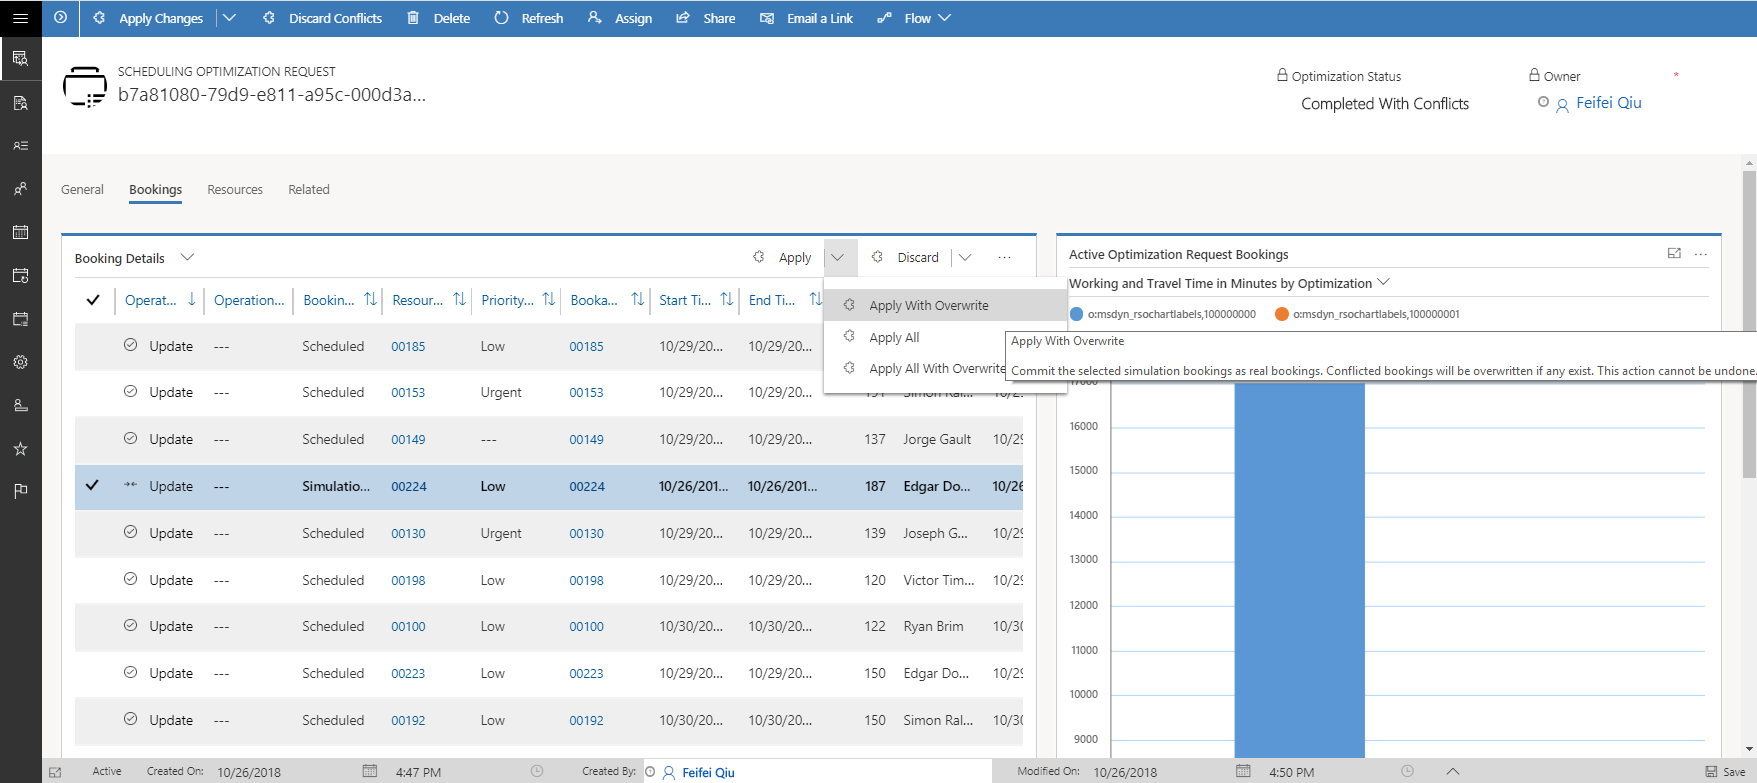 Apply Changes Discard Conflicts Delete Refresh Assign Share Email a Link Flow
SCHEDULING OPTIMIZATION REQUEST
b7a81080-79d9-e811-a95c-000d3a...
Optimization Status
Completed With Conflicts
Owner *
Feifei Qiu
General Bookings Resources Related
Booking Details Apply Discard ...
Operat... Operation... Bookin... Resour... Priority... Booka... Start Ti... End Ti...
Update --- Scheduled 00185 Low 00185 10/29/20... 10/29/20...
Update --- Scheduled 00153 Urgent 00153 10/29/20... 10/29/20...
Update --- Scheduled 00149 --- 00149 10/29/20... 10/29/20... 137 Jorge Gault 10/29
Update --- Simulatio... 00224 Low 00224 10/26/201... 10/26/201... 187 Edgar Do... 10/26
Update --- Scheduled 00130 Urgent 00130 10/29/20... 10/29/20... 139 Joseph G... 10/29
Update --- Scheduled 00198 Low 00198 10/29/20... 10/29/20... 120 Victor Tim... 10/29
Update --- Scheduled 00100 Low 00100 10/30/20... 10/30/20... 122 Ryan Brim 10/30
Update --- Scheduled 00223 Low 00223 10/29/20... 10/29/20... 150 Edgar Do... 10/29
Update --- Scheduled 00192 Low 00192 10/30/20... 10/30/20... 150 Simon Ral... 10/30
Apply With Overwrite
Apply All
Apply All With Overwrite
Active Optimization Request Bookings ...
Working and Travel Time in Minutes by Optimization
o:msdyn_rsochartlabels,100000000 o:msdyn_rsochartlabels,100000001
Apply With Overwrite
Commit the selected simulation bookings as real bookings. Conflicted bookings will be overwritten if any exist. This action cannot be undone.
17000
16000
15000
14000
13000
12000
11000
10000
9000
Active Created On: 10/26/2018 4:47 PM Created By: Feifei Qiu Modified On: 10/26/2018 4:50 PM Save